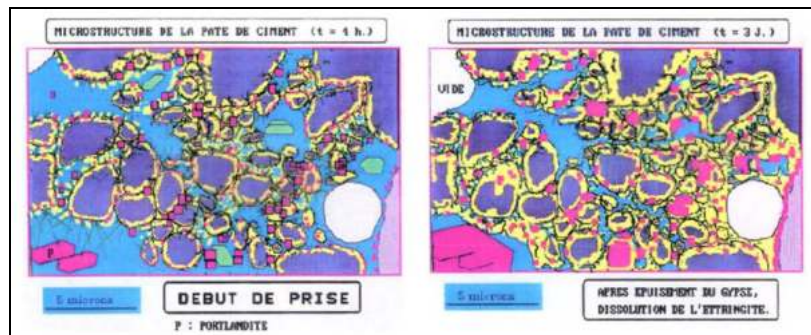 MICROSTRUCTURE DE LA PATE DE CIMENT (t = 4 h.)
P
5 microns
DEBUT DE PRISE
P : PORTLANDITE
MICROSTRUCTURE DE LA PATE DE CIMENT (t = 3 J.)
VIDE
5 microns
APRES EPUISEMENT DU GYPSE,
DISSOLUTION DE L'ETTRINGITE.